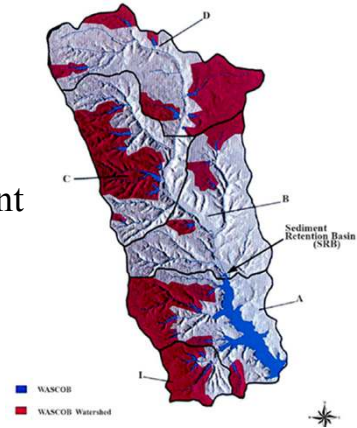 D
C
nt
B
Sediment
Retention Basin
(SRB)
A
I
WASCOB
WASCOB Watershed